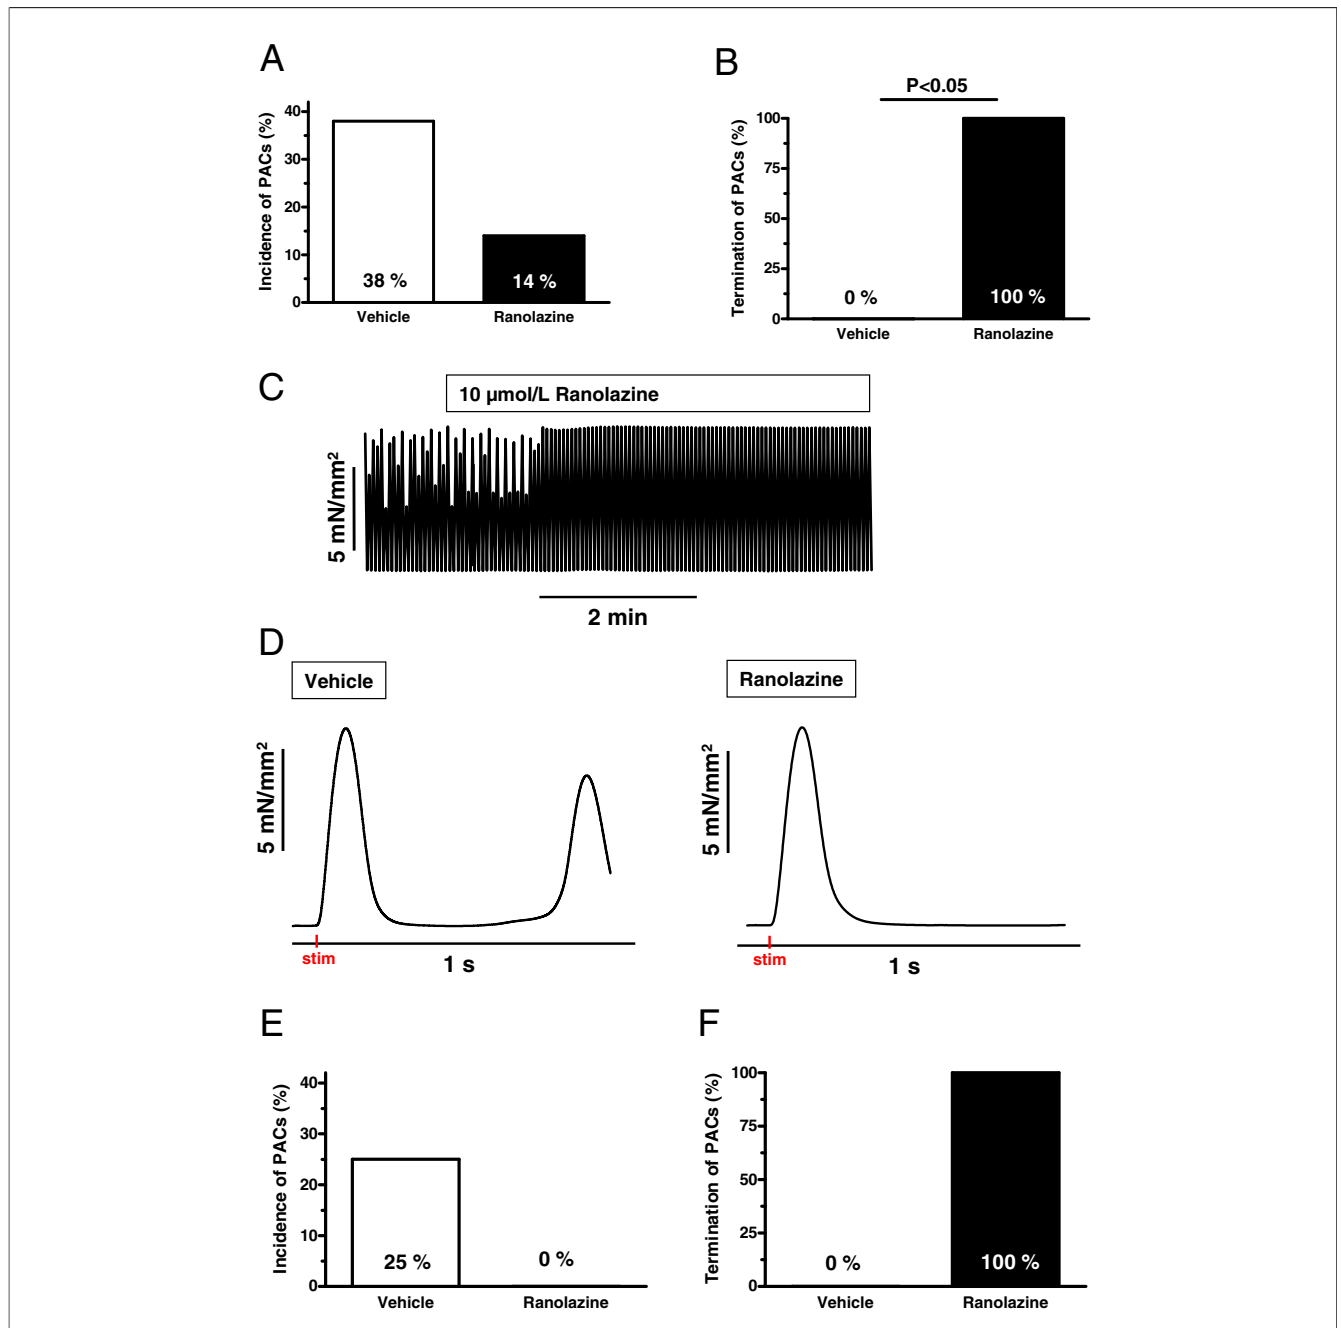 A
Incidence of PACs (%)
40
30
20
10
0
38 %
14 %
Vehicle
Ranolazine
B
P<0.05
Termination of PACs (%)
100
75
50
25
0
0 %
100 %
Vehicle
Ranolazine
C
10 µmol/L Ranolazine
5 mN/mm²
2 min
D
Vehicle
5 mN/mm²
stim
1 s
Ranolazine
5 mN/mm²
stim
1 s
E
Incidence of PACs (%)
40
30
20
10
0
25 %
0 %
Vehicle
Ranolazine
F
Termination of PACs (%)
100
75
50
25
0
0 %
100 %
Vehicle
Ranolazine